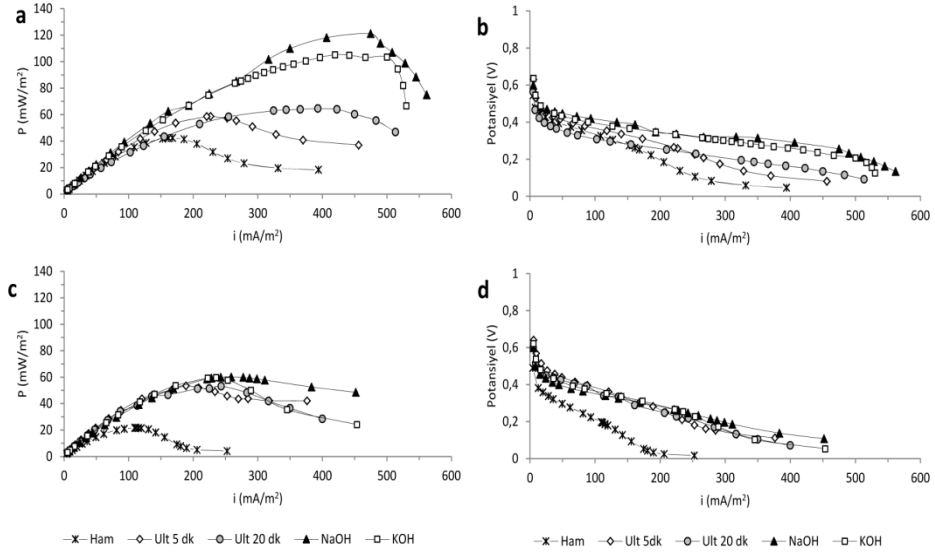 a
140
120
100
80
60
40
20
0
P (mW/m²)
0 100 200 300 400 500 600
i (mA/m²)
b
1
0,8
0,6
0,4
0,2
0
Potansiyel (V)
0 100 200 300 400 500 600
i (mA/m²)
c
140
120
100
80
60
40
20
0
P (mW/m²)
0 100 200 300 400 500 600
i (mA/m²)
d
1
0,8
0,6
0,4
0,2
0
Potansiyel (V)
0 100 200 300 400 500 600
i (mA/m²)
Ham Ult 5 dk Ult 20 dk NaOH KOH
Ham Ult 5dk Ult 20 dk NaOH KOH